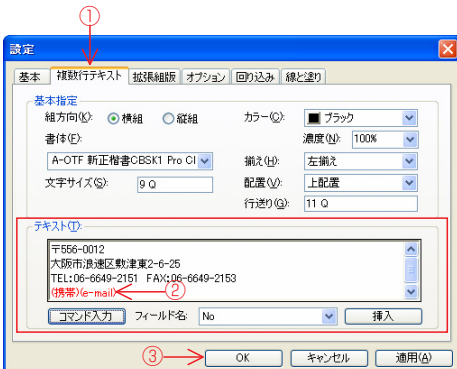 ①
設定
基本 複数行テキスト 拡張組版 オプション 回り込み 線と塗り
基本指定
組方向(K): 横組 縦組 カラー(C): ブラック
書体(F): 濃度(N): 100%
A-OTF 新正楷書CBSK1 Pro Cl 揃え(H): 左揃え
文字サイズ(S): 9 Q 配置(V): 上配置
行送り(G): 11 Q
テキスト(T):
〒556-0012
大阪市浪速区敷津東2-6-25
TEL:06-6649-2151 FAX:06-6649-2153
(携帯)(e-mail) ②
コマンド入力 フィールド名: No 挿入
③ OK キャンセル 適用(A)